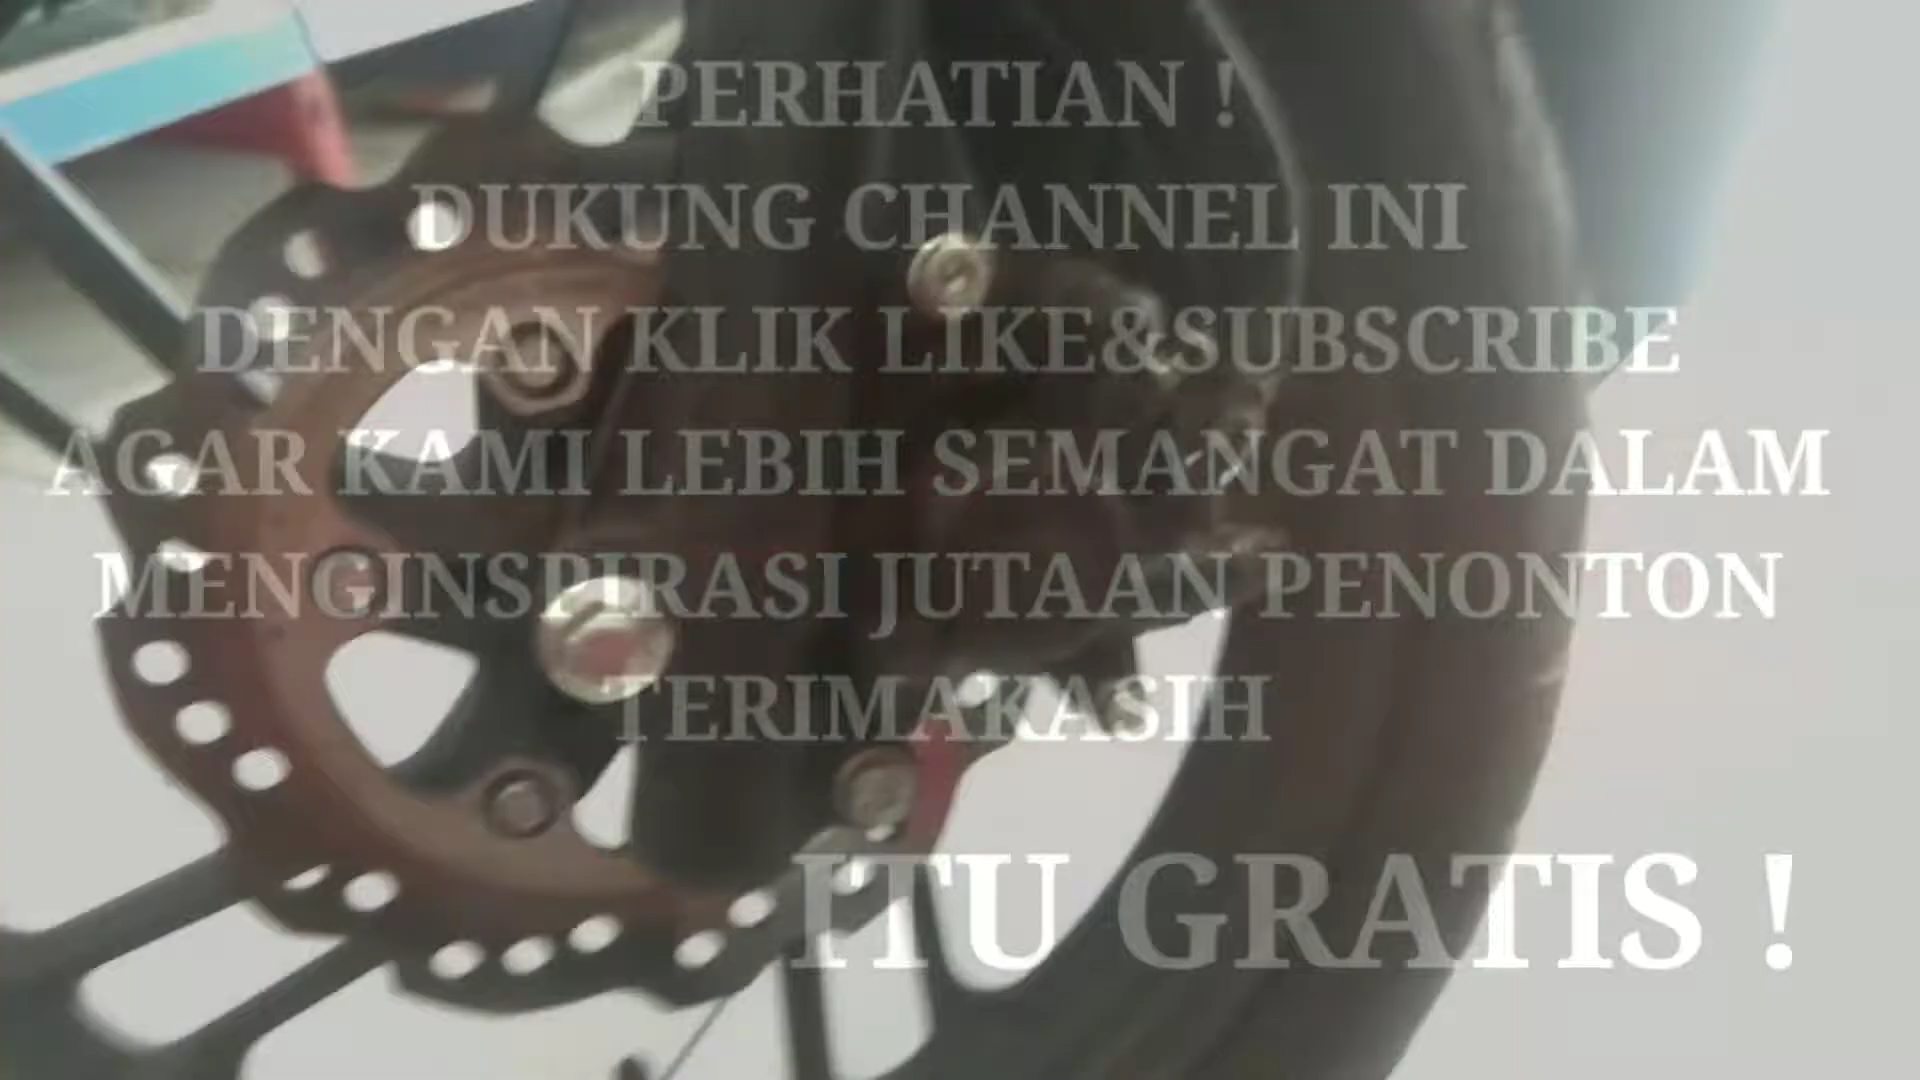 PERHATIAN !
DUKUNG CHANNEL INI
DENGAN KLIK LIKE&SUBSCRIBE
AGAR KAMI LEBIH SEMANGAT DALAM
MENGINSPIRASI JUTAAN PENONTON
TERIMAKASIH
ITU GRATIS !